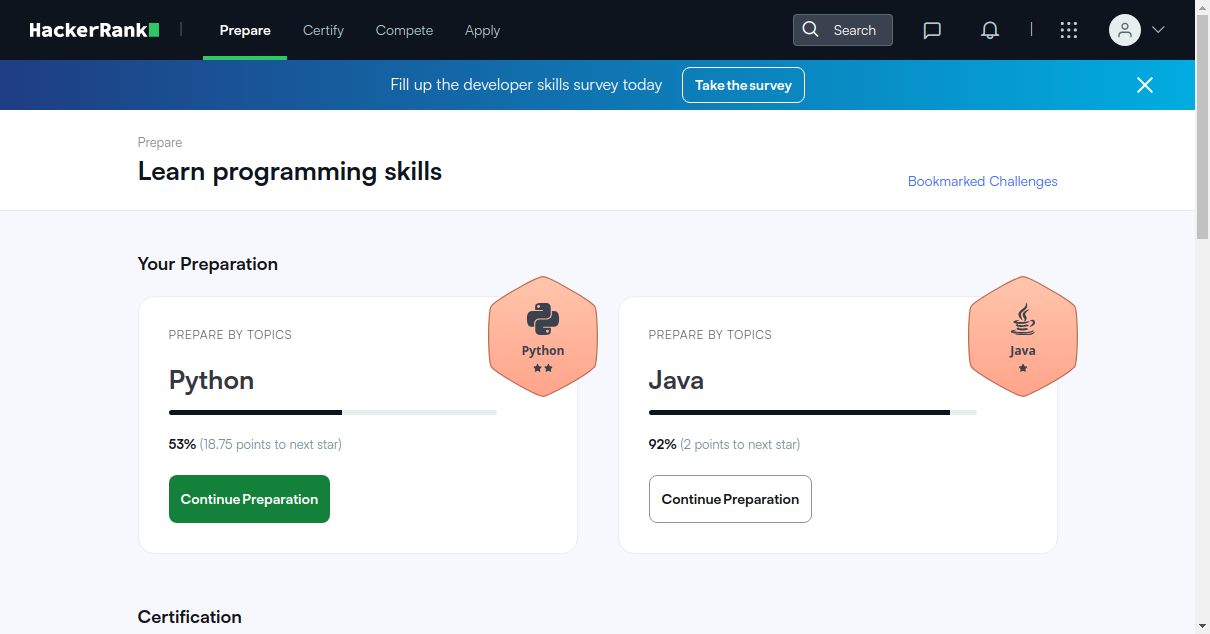 HackerRank
Prepare
Certify
Compete
Apply
Search
Fill up the developer skills survey today
Take the survey
Prepare
Learn programming skills
Bookmarked Challenges
Your Preparation
PREPARE BY TOPICS
Python
Python
53% (18.75 points to next star)
Continue Preparation
PREPARE BY TOPICS
Java
Java
92% (2 points to next star)
Continue Preparation
Certification